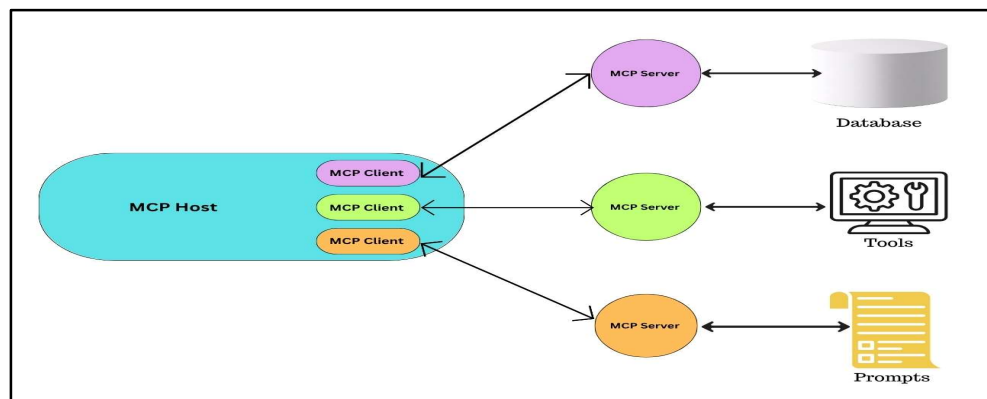 MCP Server
Database
MCP Host
MCP Client
MCP Client
MCP Client
MCP Server
Tools
MCP Server
Prompts